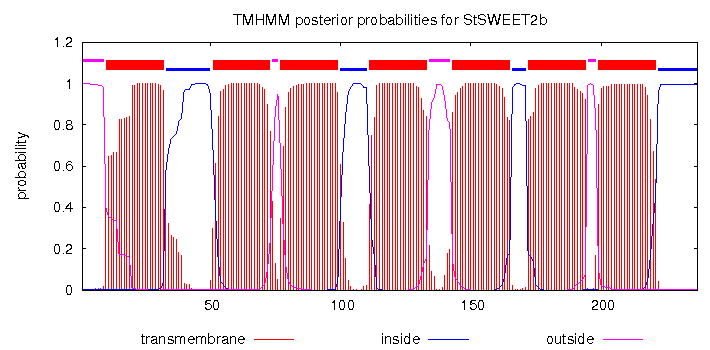 TMHMM posterior probabilities for StSWEET2b
1.2
1
0.8
0.6
0.4
0.2
0
probability
50 100 150 200
transmembrane inside outside